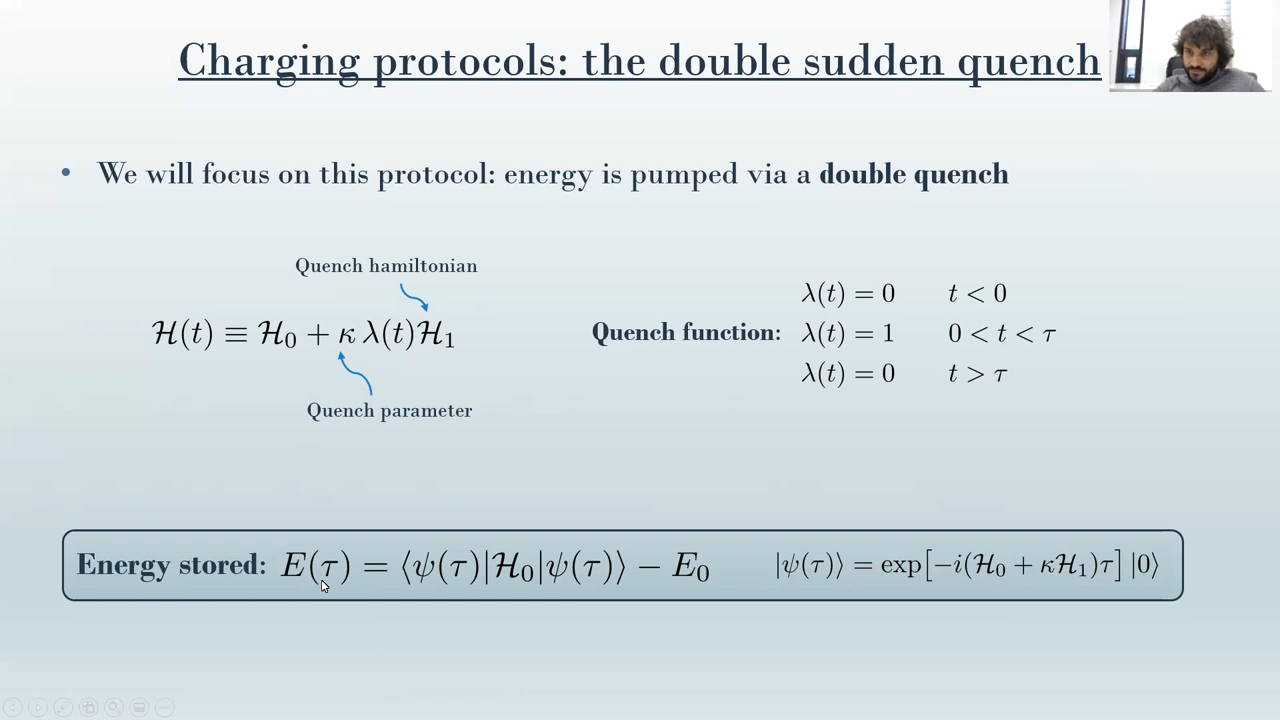 Charging protocols: the double sudden quench
• We will focus on this protocol: energy is pumped via a double quench
Quench hamiltonian
ℋ(t) ≡ ℋ₀ + κ λ(t)ℋ₁
Quench parameter
Quench function:
λ(t) = 0 t < 0
λ(t) = 1 0 < t < τ
λ(t) = 0 t > τ
Energy stored: E(τ) = ⟨ψ(τ)|ℋ₀|ψ(τ)⟩ − E₀ |ψ(τ)⟩ = exp[−i(ℋ₀ + κℋ₁)τ] |0⟩